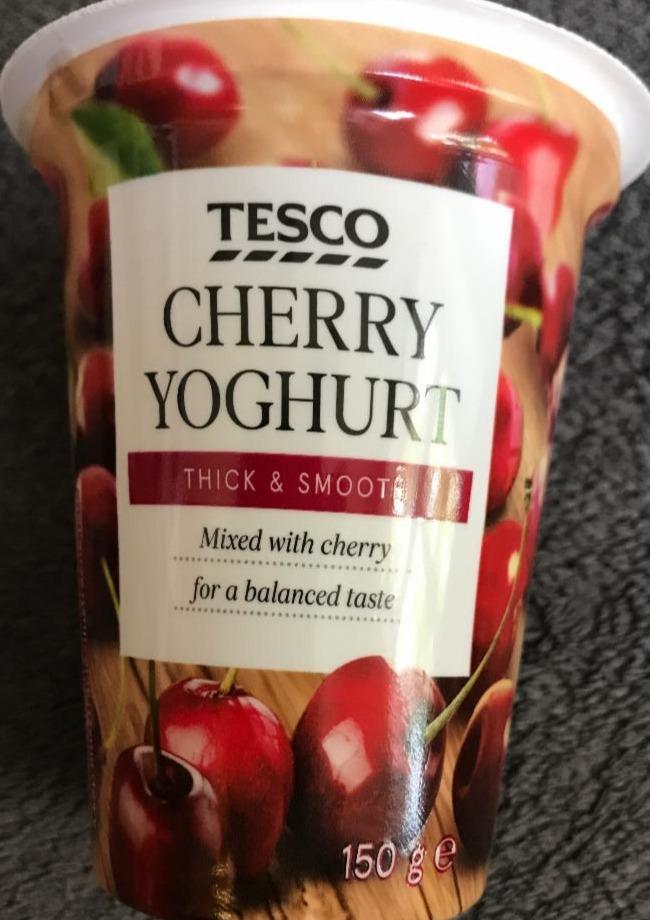 TESCO
CHERRY
YOGHURT
THICK & SMOOTH
Mixed with cherry
for a balanced taste
150 g ℮